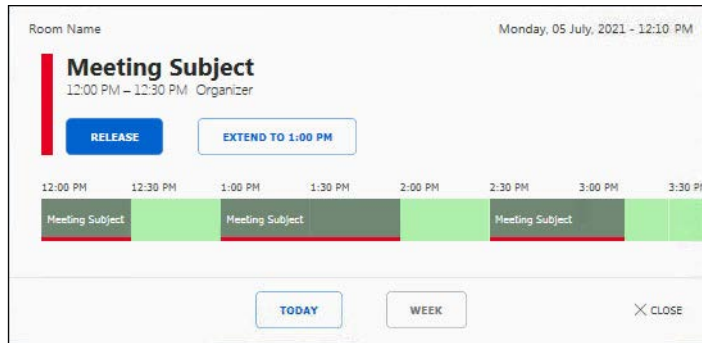 Room Name
Monday, 05 July, 2021 - 12:10 PM
Meeting Subject
12:00 PM – 12:30 PM Organizer
RELEASE
EXTEND TO 1:00 PM
12:00 PM 12:30 PM 1:00 PM 1:30 PM 2:00 PM 2:30 PM 3:00 PM 3:30 P
Meeting Subject Meeting Subject Meeting Subject
TODAY
WEEK
CLOSE